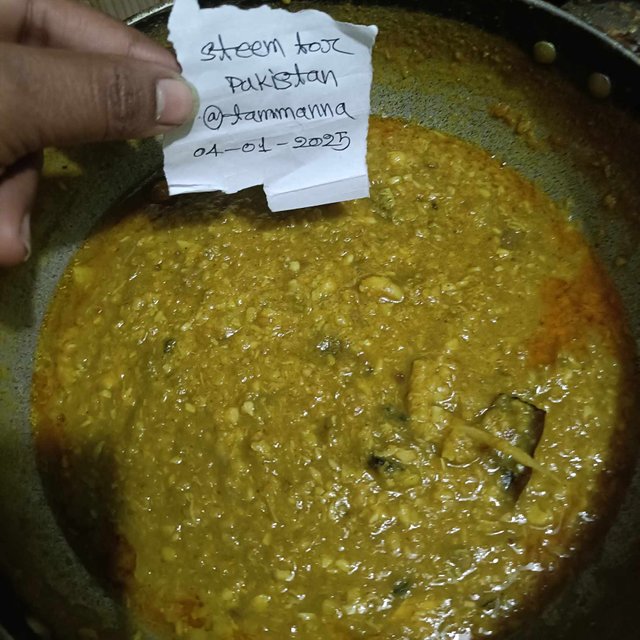 steem for
Pakistan
@tammanna
04-01-2025